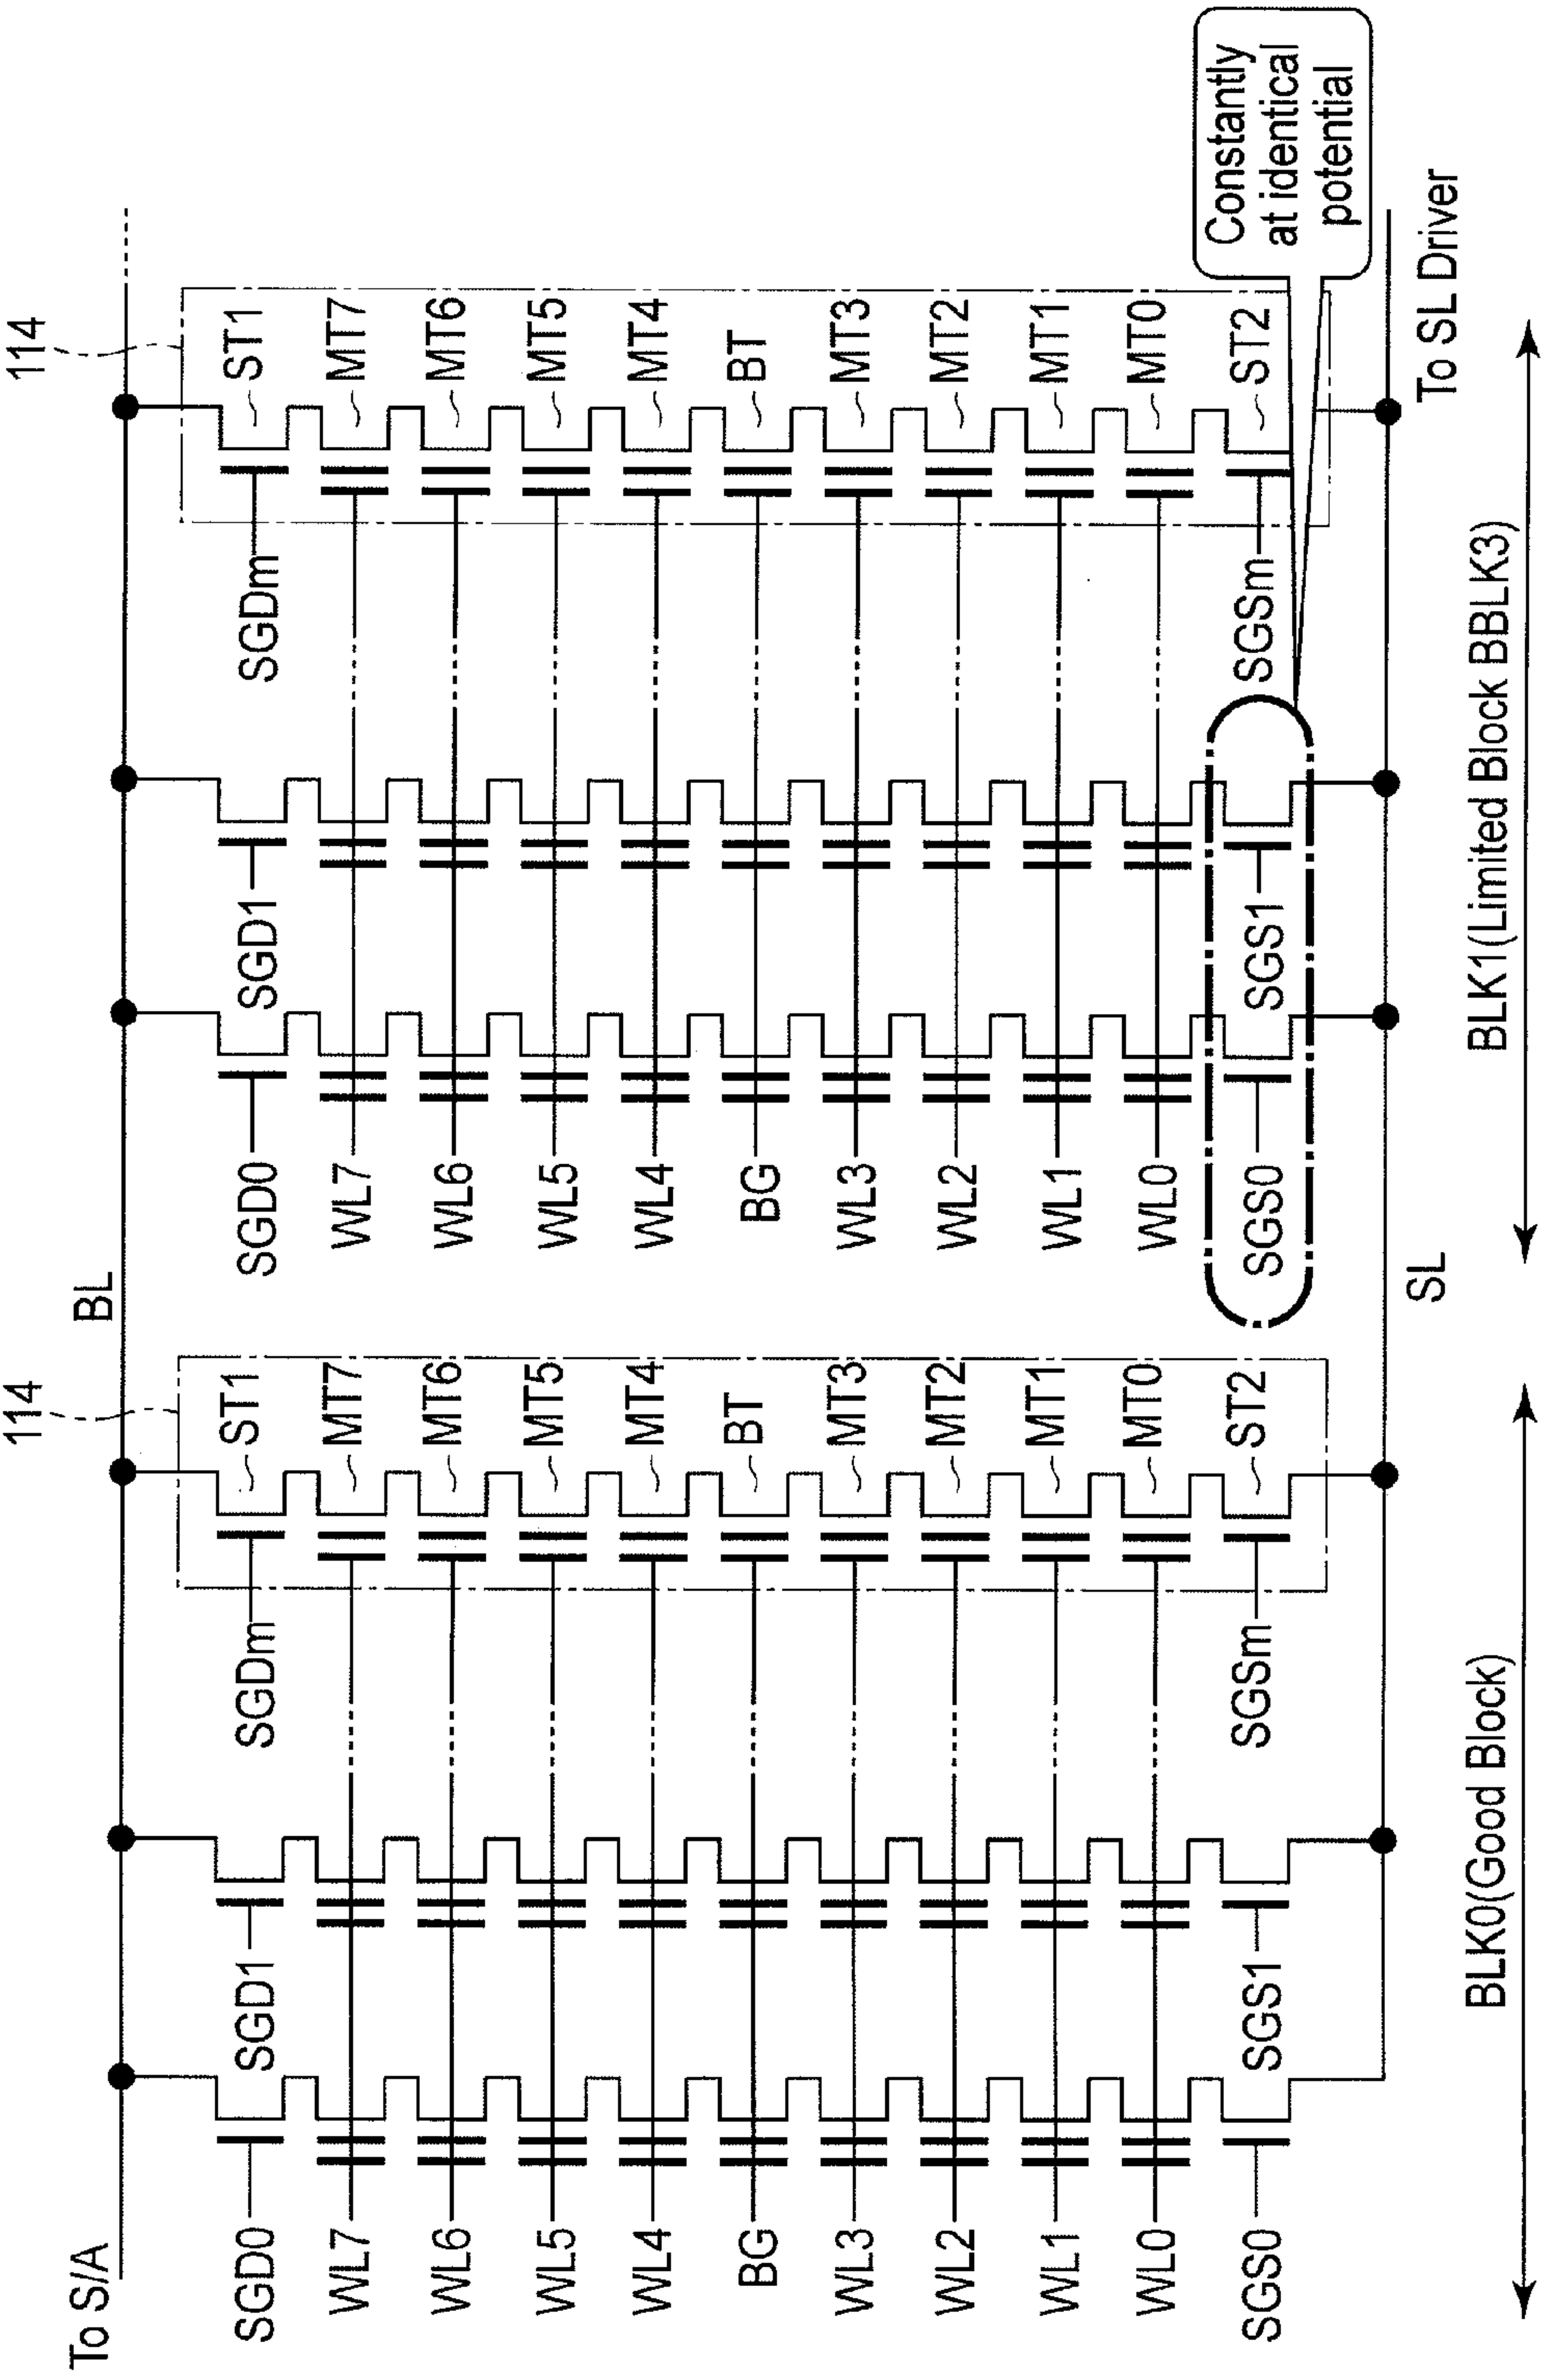 To S/A
BL
114
114
SGD0
SGD1
SGDm
ST1
SGD0
SGD1
SGDm
ST1
WL7
MT7
WL7
MT7
WL6
MT6
WL6
MT6
WL5
MT5
WL5
MT5
WL4
MT4
WL4
MT4
BG
BT
BG
BT
WL3
MT3
WL3
MT3
WL2
MT2
WL2
MT2
WL1
MT1
WL1
MT1
WL0
MT0
WL0
MT0
SGS0
SGS1
SGSm
ST2
SGS0
SGS1
SGSm
ST2
Constantly
at identical
potential
SL
To SL Driver
BLK0(Good Block)
BLK1(Limited Block BBLK3)